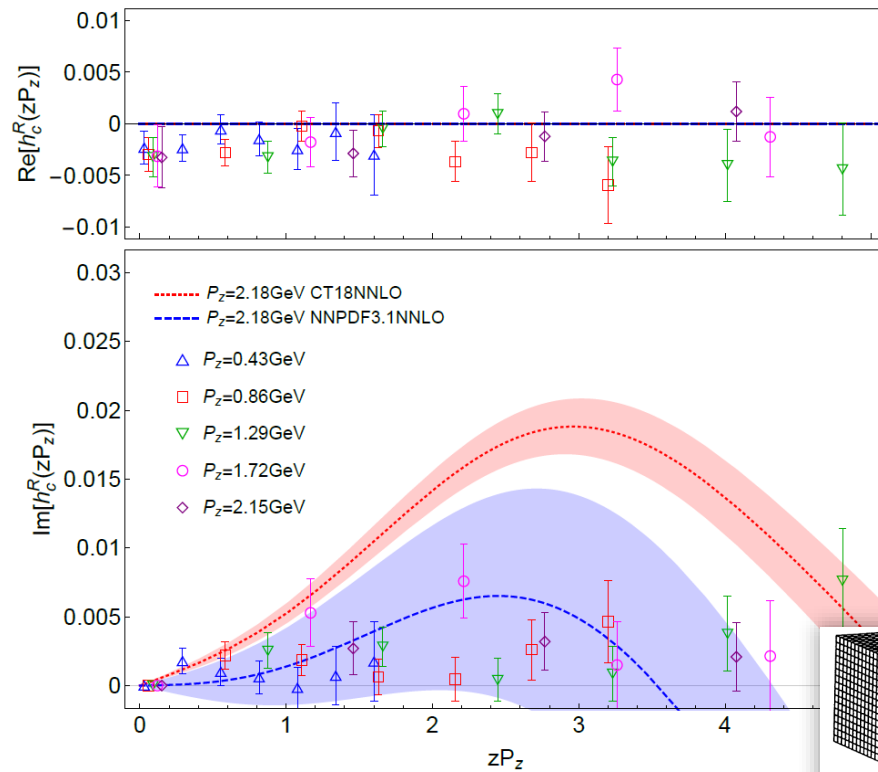 0.01
0.005
0
−0.005
−0.01
Re[h_c^R(zP_z)]
0.03
0.025
0.02
0.015
0.01
0.005
0
Im[h_c^R(zP_z)]
P_z=2.18GeV CT18NNLO
P_z=2.18GeV NNPDF3.1NNLO
P_z=0.43GeV
P_z=0.86GeV
P_z=1.29GeV
P_z=1.72GeV
P_z=2.15GeV
0 1 2 3 4
zP_z